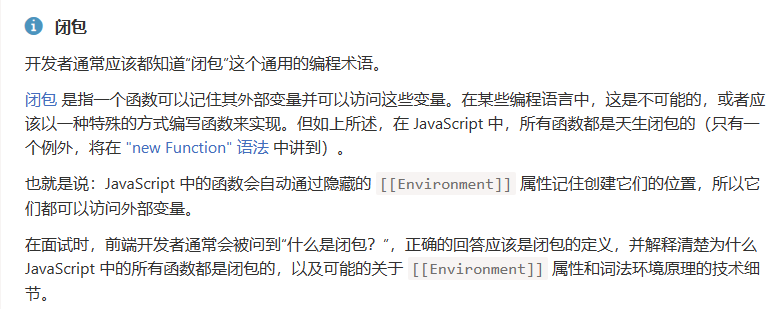 闭包
开发者通常应该都知道“闭包”这个通用的编程术语。
闭包 是指一个函数可以记住其外部变量并可以访问这些变量。在某些编程语言中，这是不可能的，或者应
该以一种特殊的方式编写函数来实现。但如上所述，在 JavaScript 中，所有函数都是天生闭包的（只有一
个例外，将在 "new Function" 语法 中讲到）。
也就是说：JavaScript 中的函数会自动通过隐藏的 [[Environment]] 属性记住创建它们的位置，所以它
们都可以访问外部变量。
在面试时，前端开发者通常会被问到“什么是闭包？”，正确的回答应该是闭包的定义，并解释清楚为什么
JavaScript 中的所有函数都是闭包的，以及可能的关于 [[Environment]] 属性和词法环境原理的技术细
节。